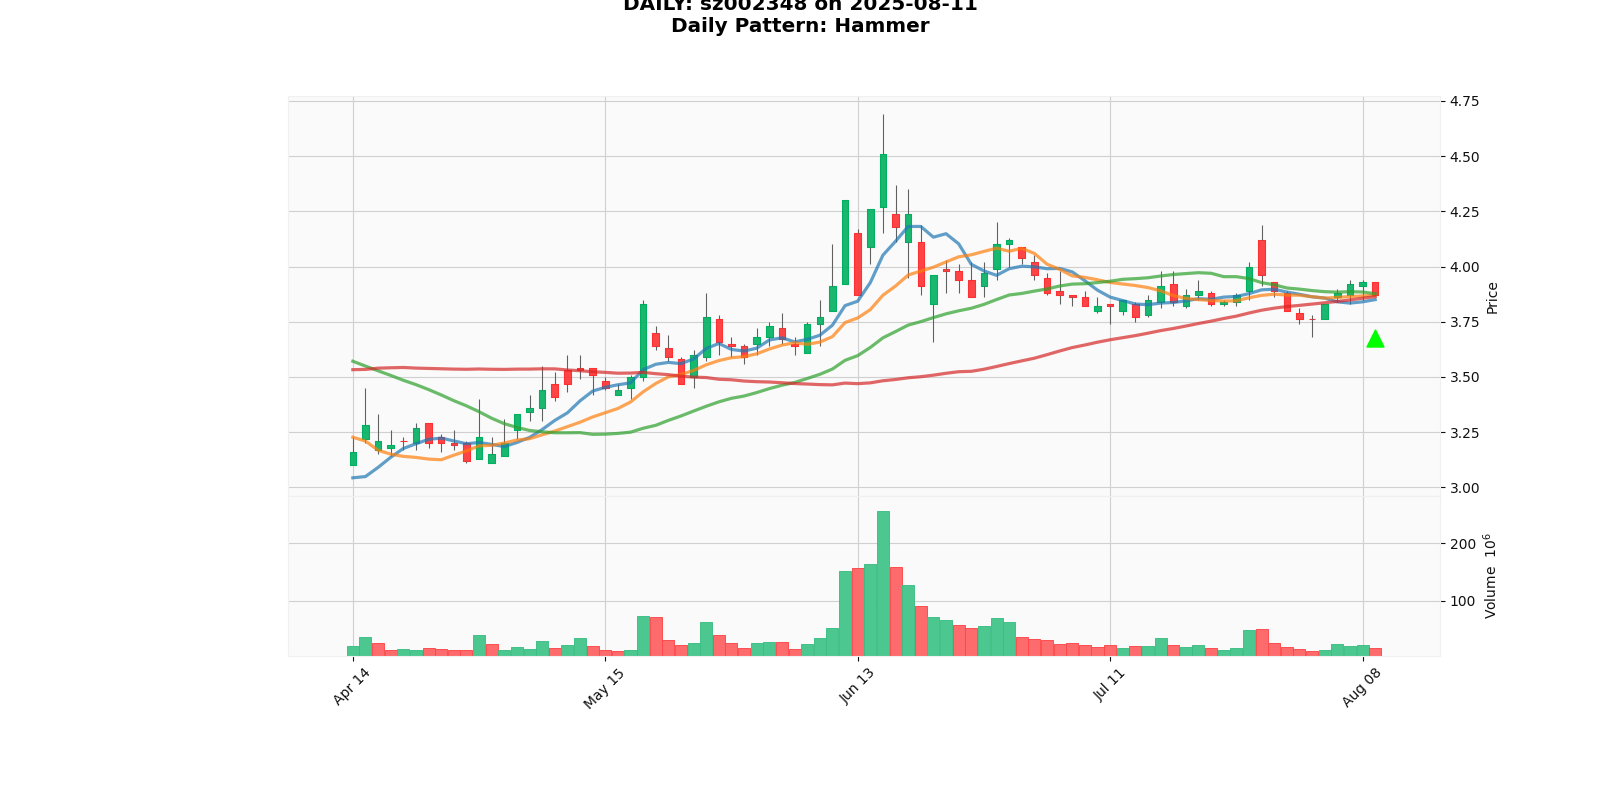 DAILY: sz002348 on 2025-08-11
Daily Pattern: Hammer
4.75
4.50
4.25
4.00
3.75
3.50
3.25
3.00
Price
200
100
Volume 10⁶
Apr 14
May 15
Jun 13
Jul 11
Aug 08